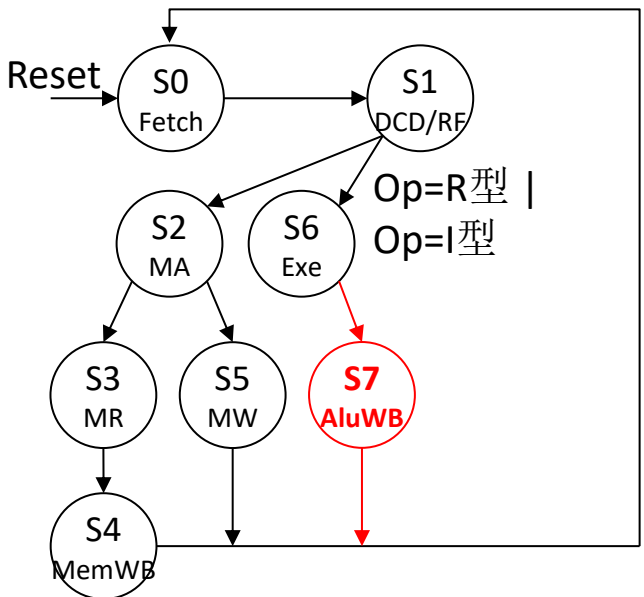 Reset
S0
Fetch
S1
DCD/RF
Op=R型 |
Op=I型
S2
MA
S6
Exe
S3
MR
S5
MW
S7
AluWB
S4
MemWB